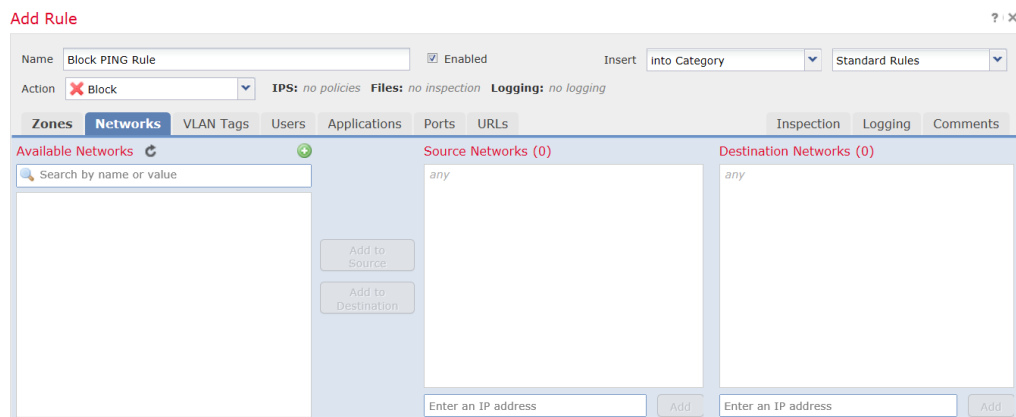 Add Rule
?
Name Block PING Rule Enabled Insert into Category Standard Rules
Action Block IPS: no policies Files: no inspection Logging: no logging
Zones Networks VLAN Tags Users Applications Ports URLs Inspection Logging Comments
Available Networks Source Networks (0) Destination Networks (0)
Search by name or value any any
Add to
Source
Add to
Destination
Enter an IP address Add Enter an IP address Add